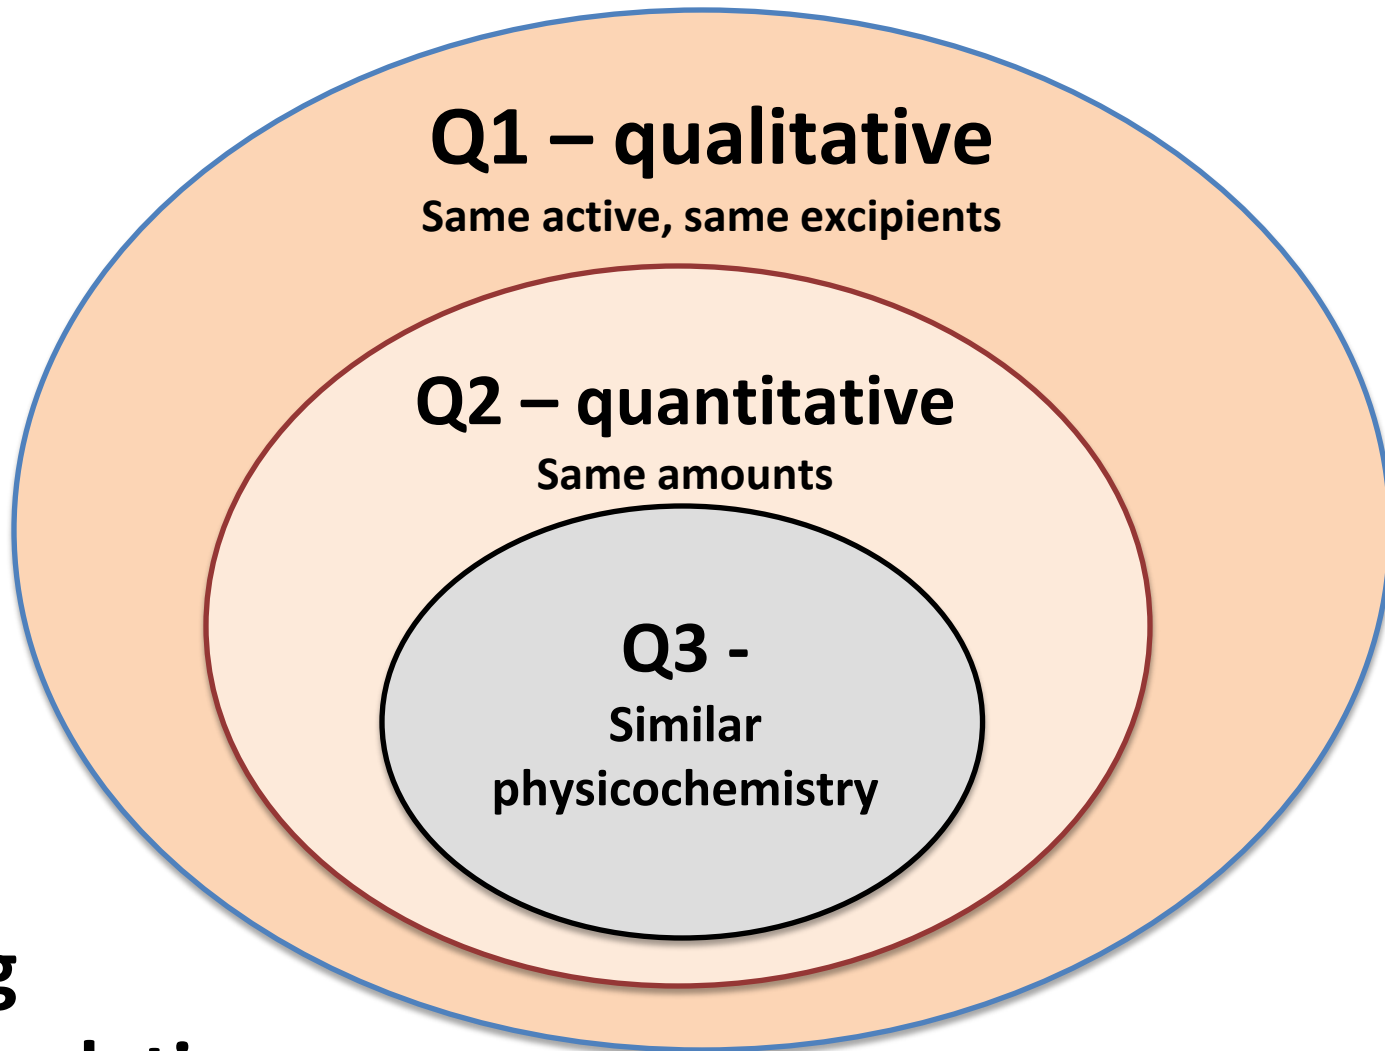 Q1 – qualitative
Same active, same excipients
Q2 – quantitative
Same amounts
Q3 -
Similar
physicochemistry
g